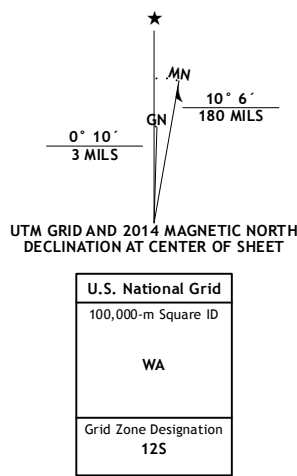 MN
GN
10° 6´
180 MILS
0° 10´
3 MILS
UTM GRID AND 2014 MAGNETIC NORTH
DECLINATION AT CENTER OF SHEET
U.S. National Grid
100,000-m Square ID
WA
Grid Zone Designation
12S